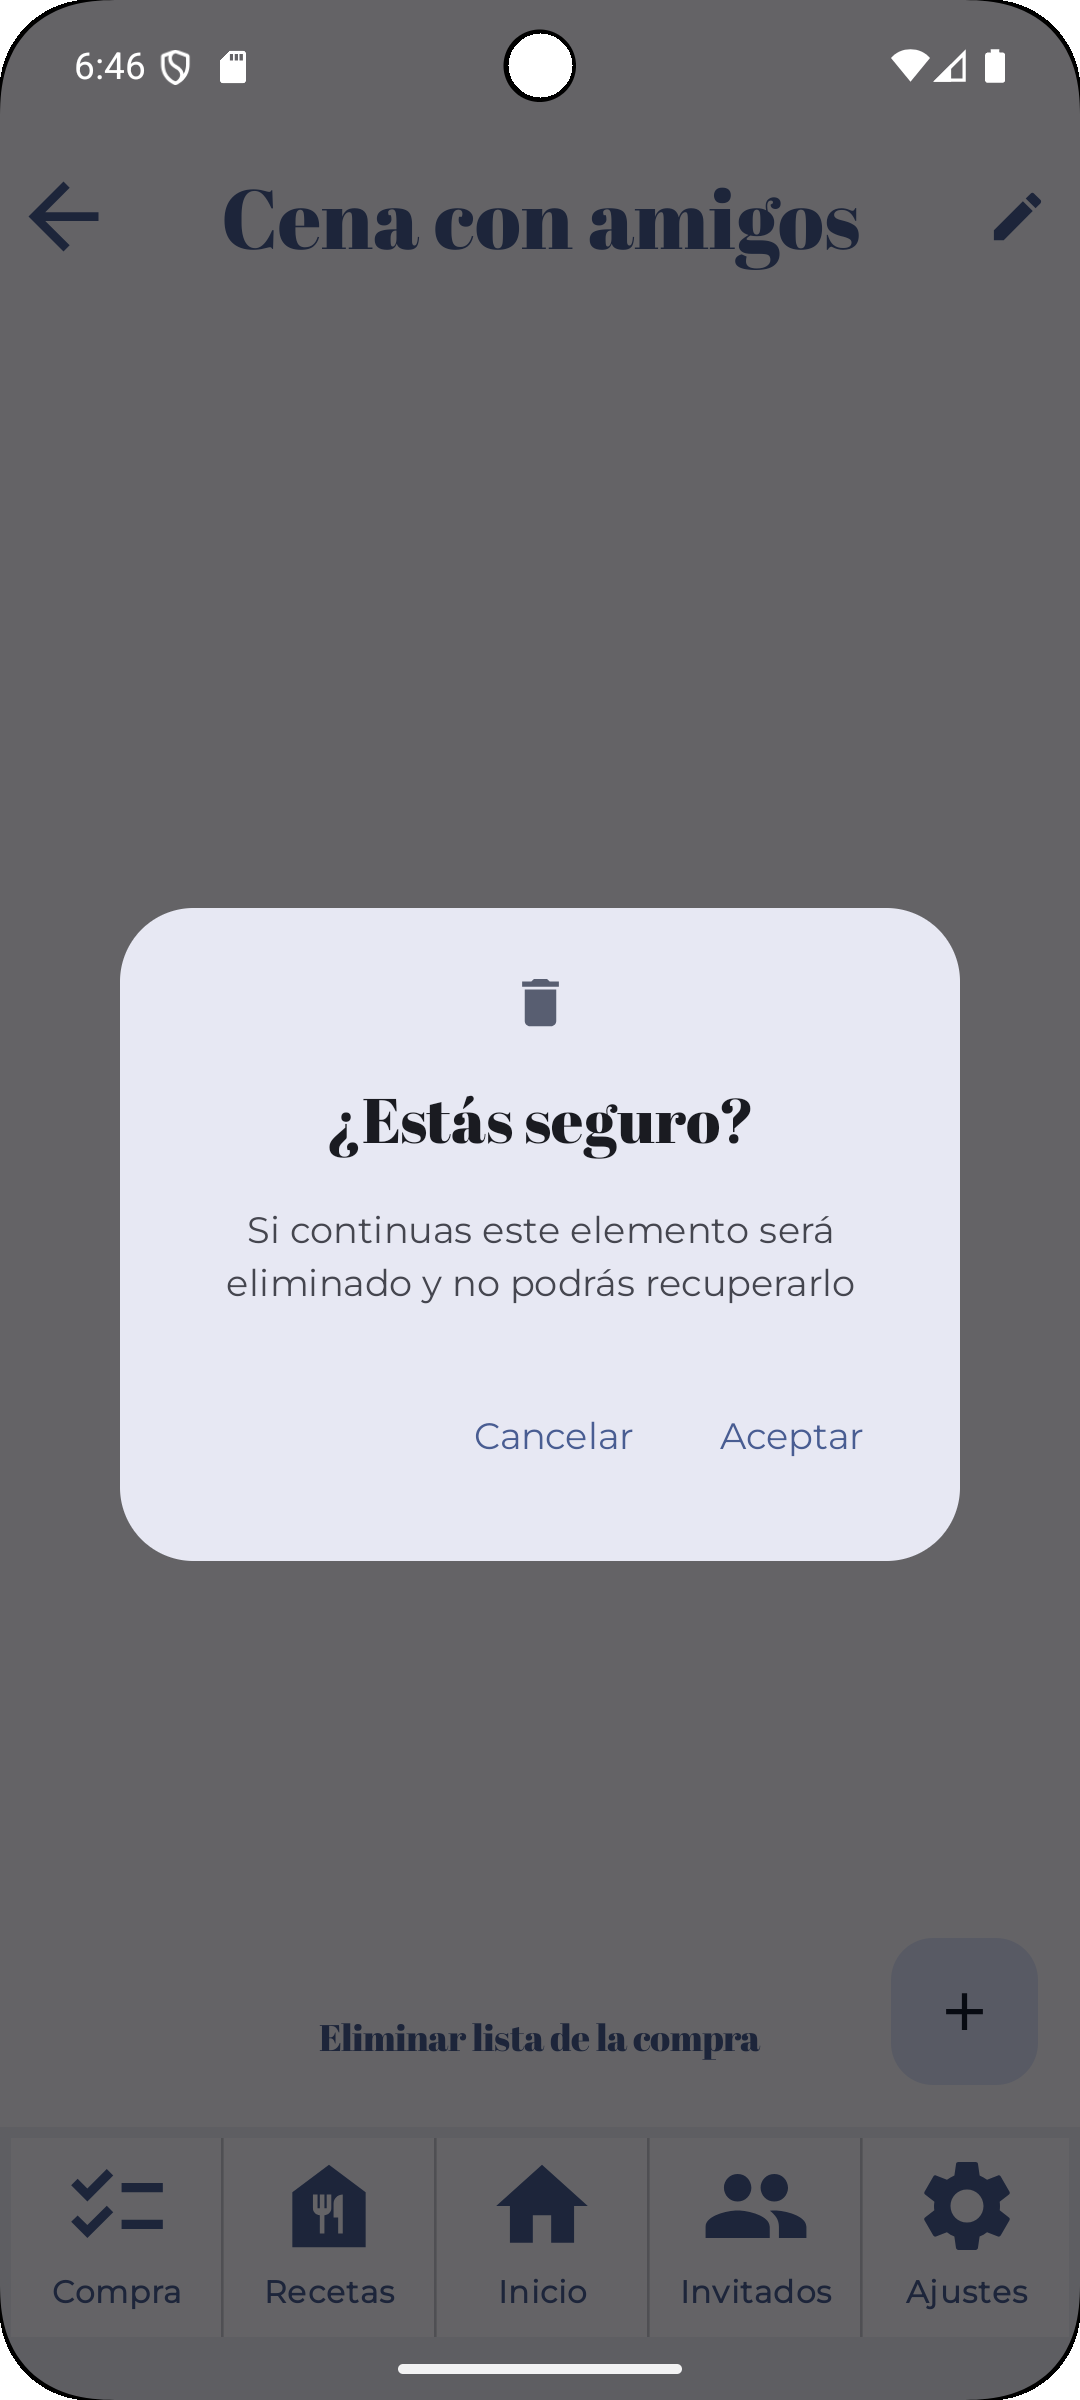 6:46
Cena con amigos
¿Estás seguro?
Si continuas este elemento será
eliminado y no podrás recuperarlo
Cancelar Aceptar
Eliminar lista de la compra
Compra Recetas Inicio Invitados Ajustes